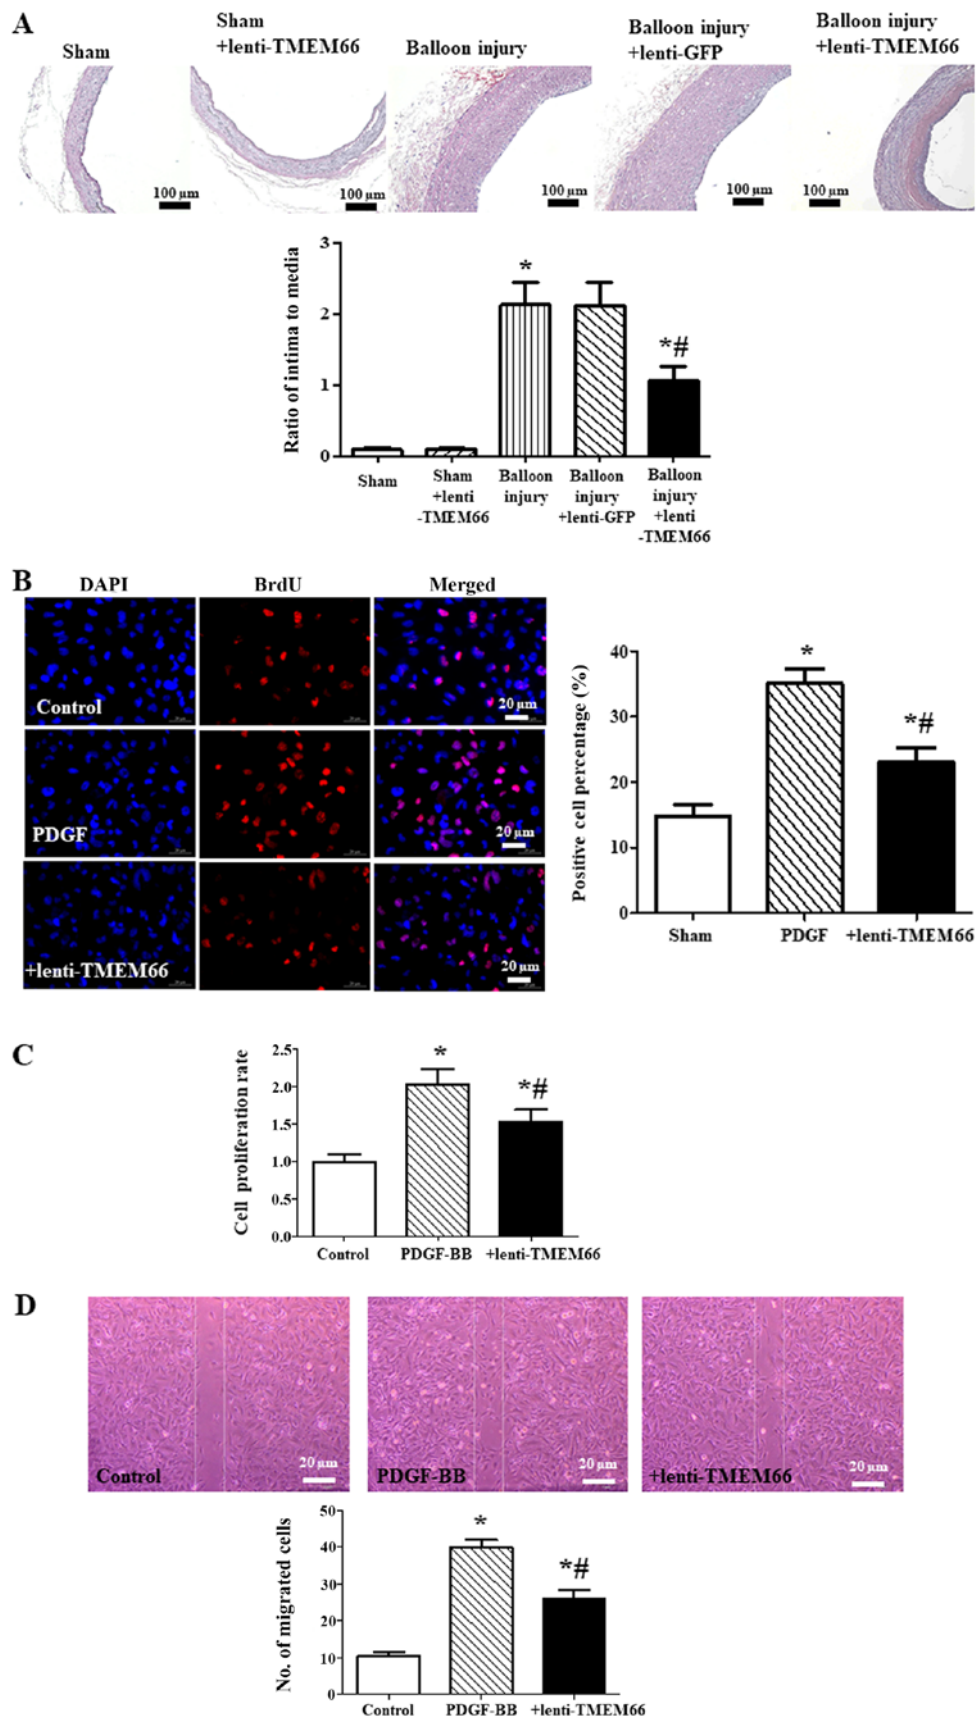 A
Sham
Sham
+lenti-TMEM66
Balloon injury
Balloon injury
+lenti-GFP
Balloon injury
+lenti-TMEM66
100 µm
100 µm
100 µm
100 µm
100 µm
Ratio of intima to media
3
2
1
0
*
*#
Sham
Sham
+lenti
-TMEM66
Balloon
injury
Balloon
injury
+lenti-GFP
Balloon
injury
+lenti
-TMEM66
B
DAPI
BrdU
Merged
Control
20 µm
PDGF
20 µm
+lenti-TMEM66
20 µm
Positive cell percentage (%)
40
30
20
10
0
*
*#
Sham
PDGF
+lenti-TMEM66
C
Cell proliferation rate
2.5
2.0
1.5
1.0
0.5
0.0
*
*#
Control
PDGF-BB
+lenti-TMEM66
D
Control
20 µm
PDGF-BB
20 µm
+lenti-TMEM66
20 µm
No. of migrated cells
50
40
30
20
10
0
*
*#
Control
PDGF-BB
+lenti-TMEM66